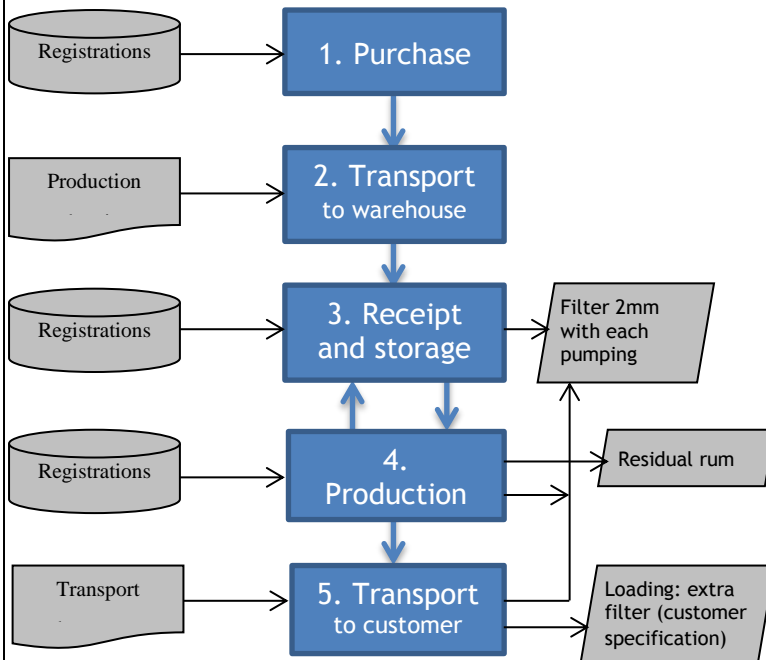 Registrations
1. Purchase
Production
2. Transport
to warehouse
Registrations
3. Receipt
and storage
Filter 2mm
with each
pumping
Registrations
4.
Production
Residual rum
Transport
5. Transport
to customer
Loading: extra
filter (customer
specification)